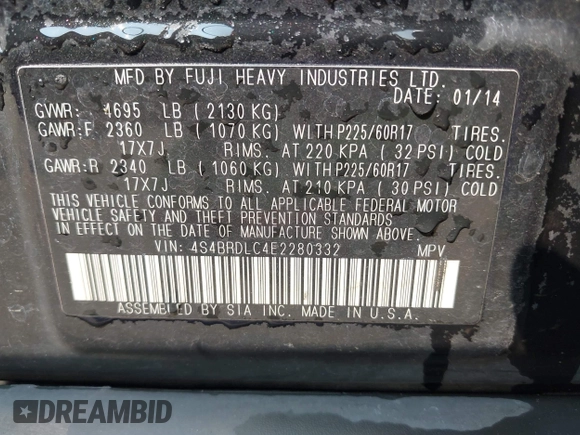 MFD BY FUJI HEAVY INDUSTRIES LTD.
DATE: 01/14
GVWR: 4695 LB (2130 KG)
GAWR:F 2360 LB (1070 KG) WITH P225/60R17 TIRES.
17X7J RIMS. AT 220 KPA (32 PSI) COLD
GAWR:R 2340 LB (1060 KG) WITH P225/60R17 TIRES.
17X7J RIMS. AT 210 KPA (30 PSI) COLD
THIS VEHICLE CONFORMS TO ALL APPLICABLE FEDERAL MOTOR
VEHICLE SAFETY AND THEFT PREVENTION STANDARDS
IN EFFECT ON THE DATE OF MANUFACTURE SHOWN ABOVE.
VIN: 4S4BRDLC4E2280332 MPV
ASSEMBLED BY SIA INC. MADE IN U.S.A.
DREAMBID